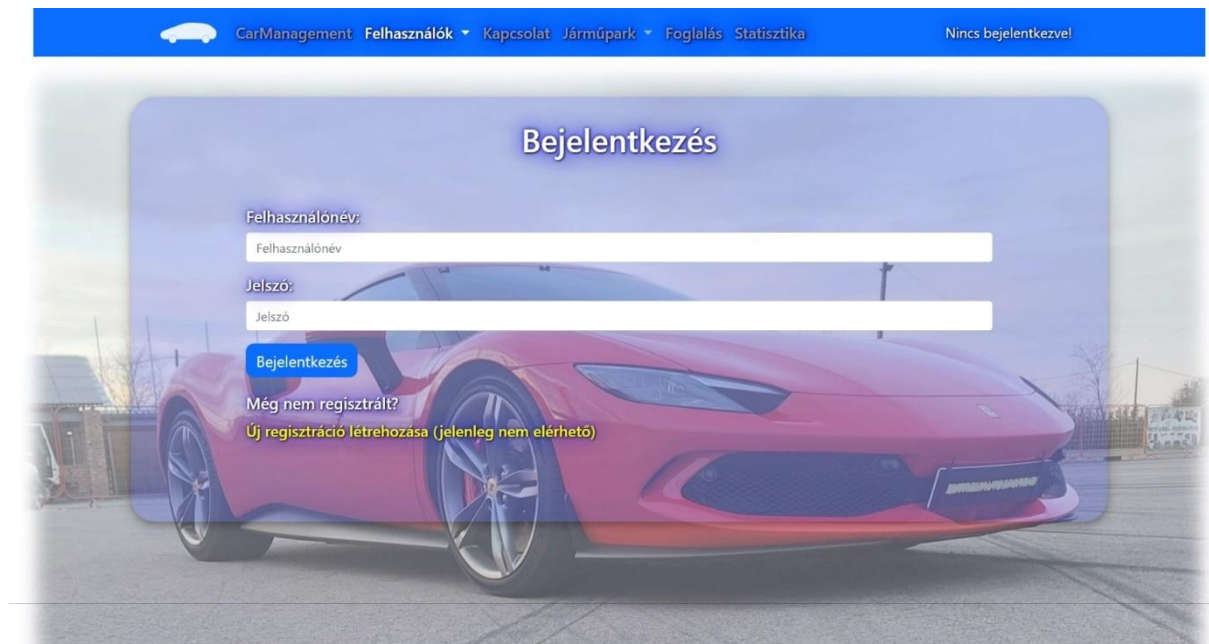 CarManagement Felhasználók Kapcsolat Járműpark Foglalás Statisztika Nincs bejelentkezve!
Bejelentkezés
Felhasználónév:
Felhasználónév
Jelszó:
Jelszó
Bejelentkezés
Még nem regisztrált?
Új regisztráció létrehozása (jelenleg nem elérhető)